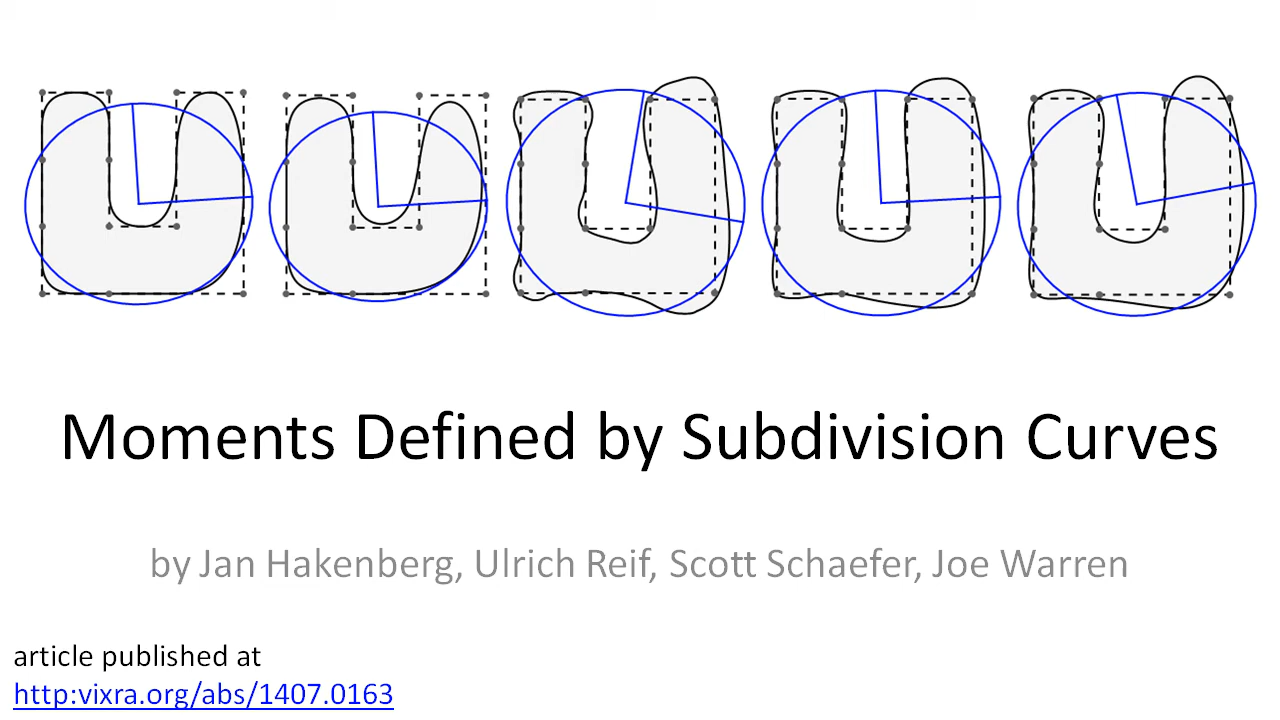 Moments Defined by Subdivision Curves
by Jan Hakenberg, Ulrich Reif, Scott Schaefer, Joe Warren
article published at
http:vixra.org/abs/1407.0163